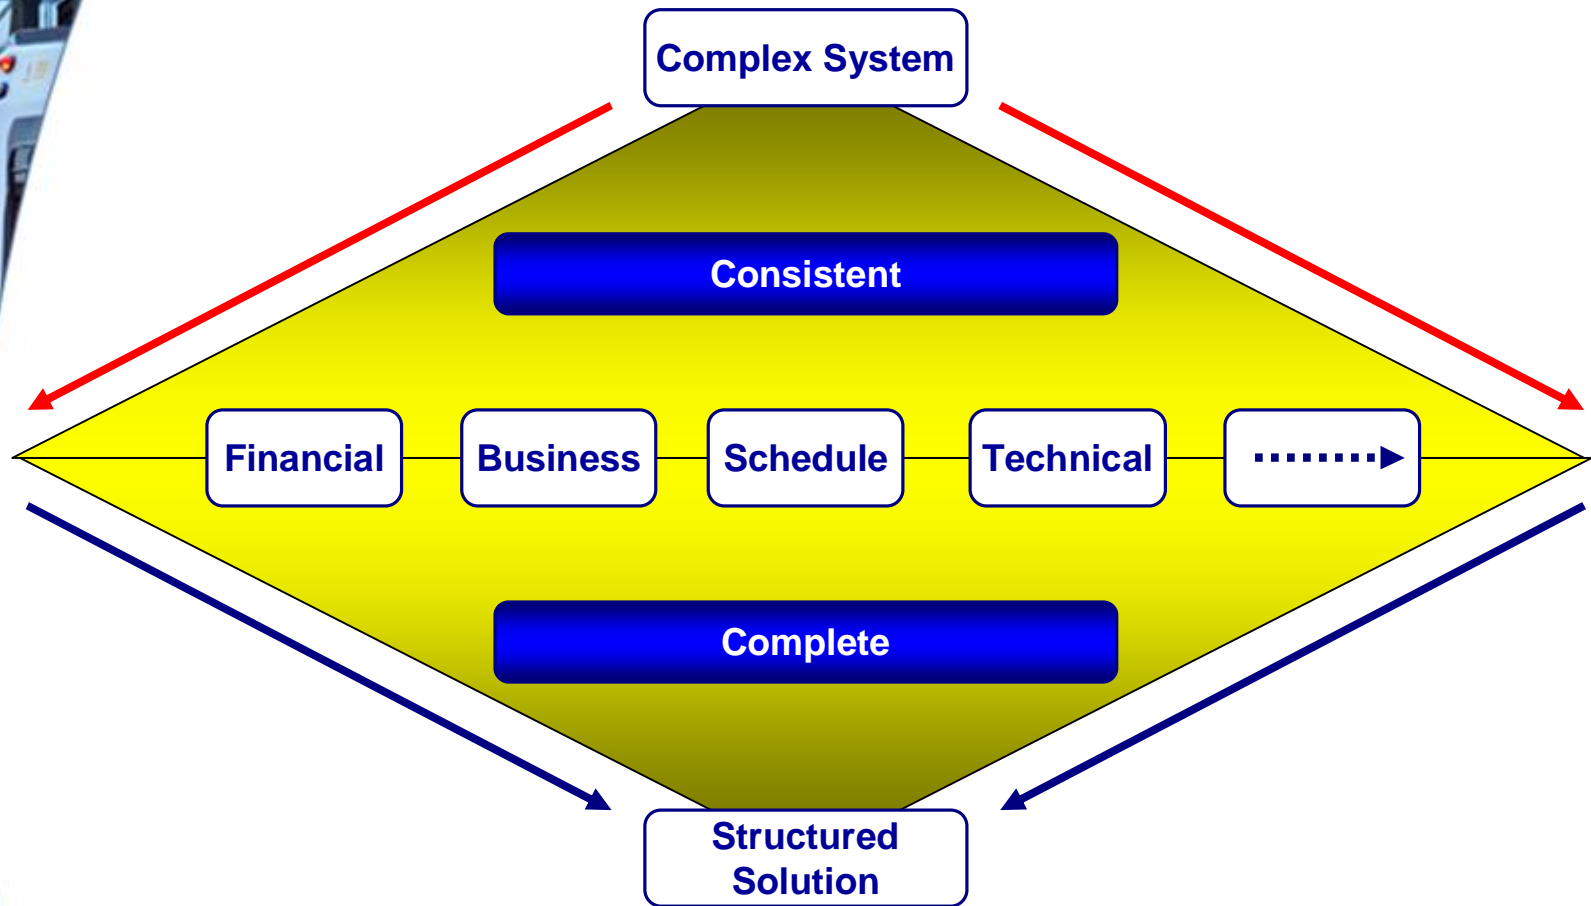 Complex System
Consistent
Financial
Business
Schedule
Technical
Complete
Structured
Solution